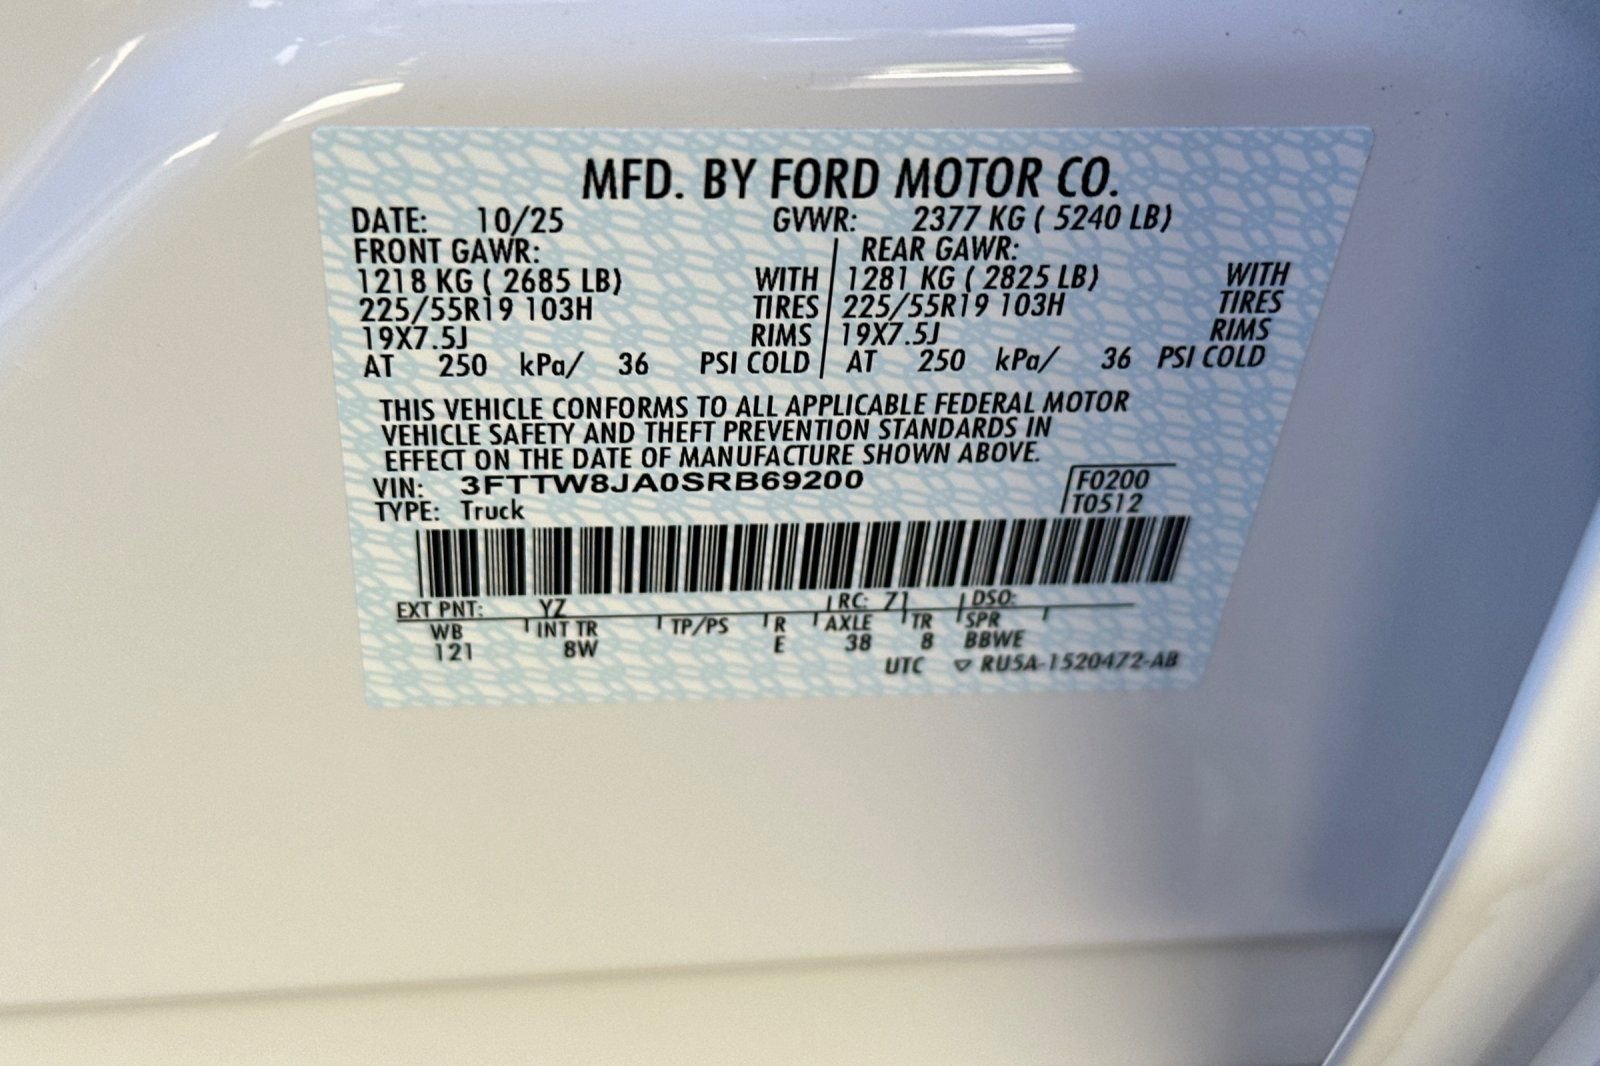 MFD. BY FORD MOTOR CO.
DATE: 10/25 GVWR: 2377 KG ( 5240 LB)
FRONT GAWR: REAR GAWR:
1218 KG ( 2685 LB) WITH 1281 KG ( 2825 LB) WITH
225/55R19 103H TIRES 225/55R19 103H TIRES
19X7.5J RIMS 19X7.5J RIMS
AT 250 kPa/ 36 PSI COLD AT 250 kPa/ 36 PSI COLD
THIS VEHICLE CONFORMS TO ALL APPLICABLE FEDERAL MOTOR
VEHICLE SAFETY AND THEFT PREVENTION STANDARDS IN
EFFECT ON THE DATE OF MANUFACTURE SHOWN ABOVE.
VIN: 3FTTW8JA0SRB69200 F0200
TYPE: Truck T0512
EXT PNT: YZ RC: 71 DSO:
WB INT TR TP/PS R AXLE TR SPR
121 8W E 38 8 BBWE
UTC ▽ RU5A-1520472-AB